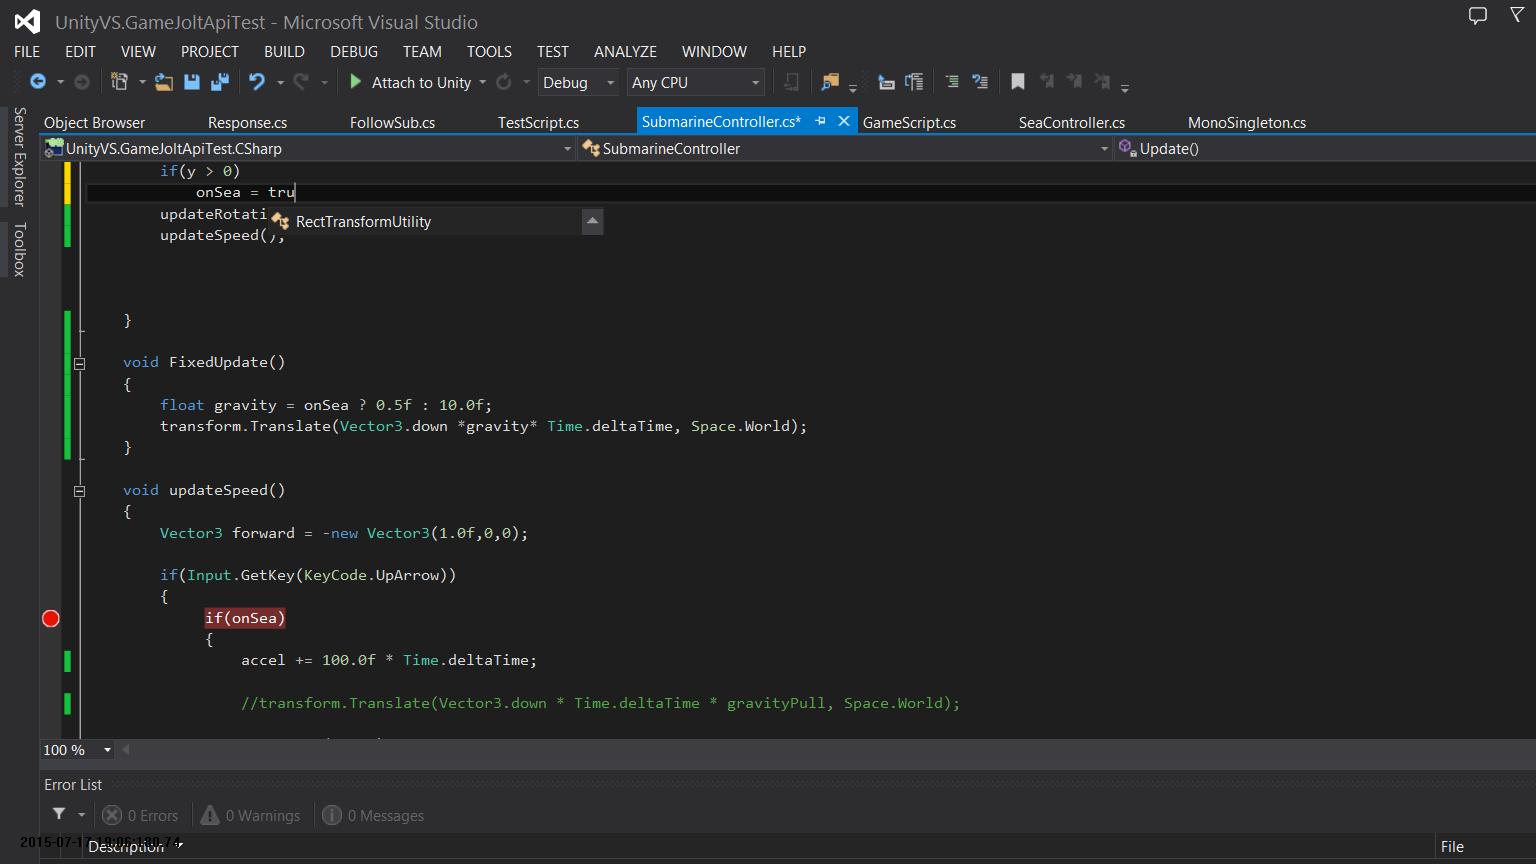 UnityVS.GameJoltApiTest - Microsoft Visual Studio
FILE EDIT VIEW PROJECT BUILD DEBUG TEAM TOOLS TEST ANALYZE WINDOW HELP
Attach to Unity Debug Any CPU
Server Explorer
Toolbox
Object Browser Response.cs FollowSub.cs TestScript.cs SubmarineController.cs* GameScript.cs SeaController.cs MonoSingleton.cs
UnityVS.GameJoltApiTest.CSharp SubmarineController Update()
if(y > 0)
onSea = tru
updateRotati
RectTransformUtility
updateSpeed();
}
void FixedUpdate()
{
float gravity = onSea ? 0.5f : 10.0f;
transform.Translate(Vector3.down *gravity* Time.deltaTime, Space.World);
}
void updateSpeed()
{
Vector3 forward = -new Vector3(1.0f,0,0);
if(Input.GetKey(KeyCode.UpArrow))
{
if(onSea)
{
accel += 100.0f * Time.deltaTime;
//transform.Translate(Vector3.down * Time.deltaTime * gravityPull, Space.World);
100 %
Error List
0 Errors 0 Warnings 0 Messages
Description File